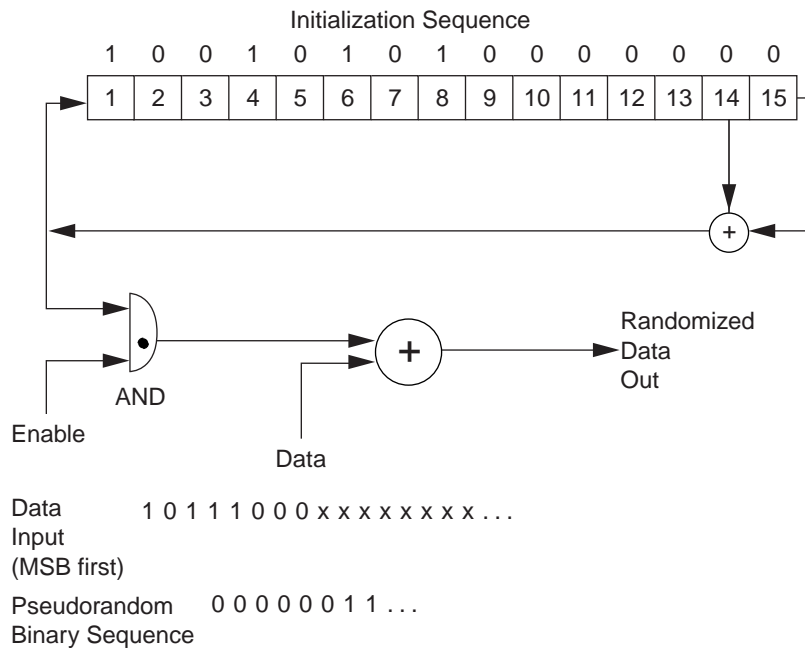 Initialization Sequence
1 0 0 1 0 1 0 1 0 0 0 0 0 0 0
1 2 3 4 5 6 7 8 9 10 11 12 13 14 15
+
+
Randomized
Data
Out
AND
Enable
Data
Data
Input
(MSB first)
1 0 1 1 1 0 0 0 x x x x x x x x . . .
Pseudorandom
Binary Sequence
0 0 0 0 0 0 1 1 . . .